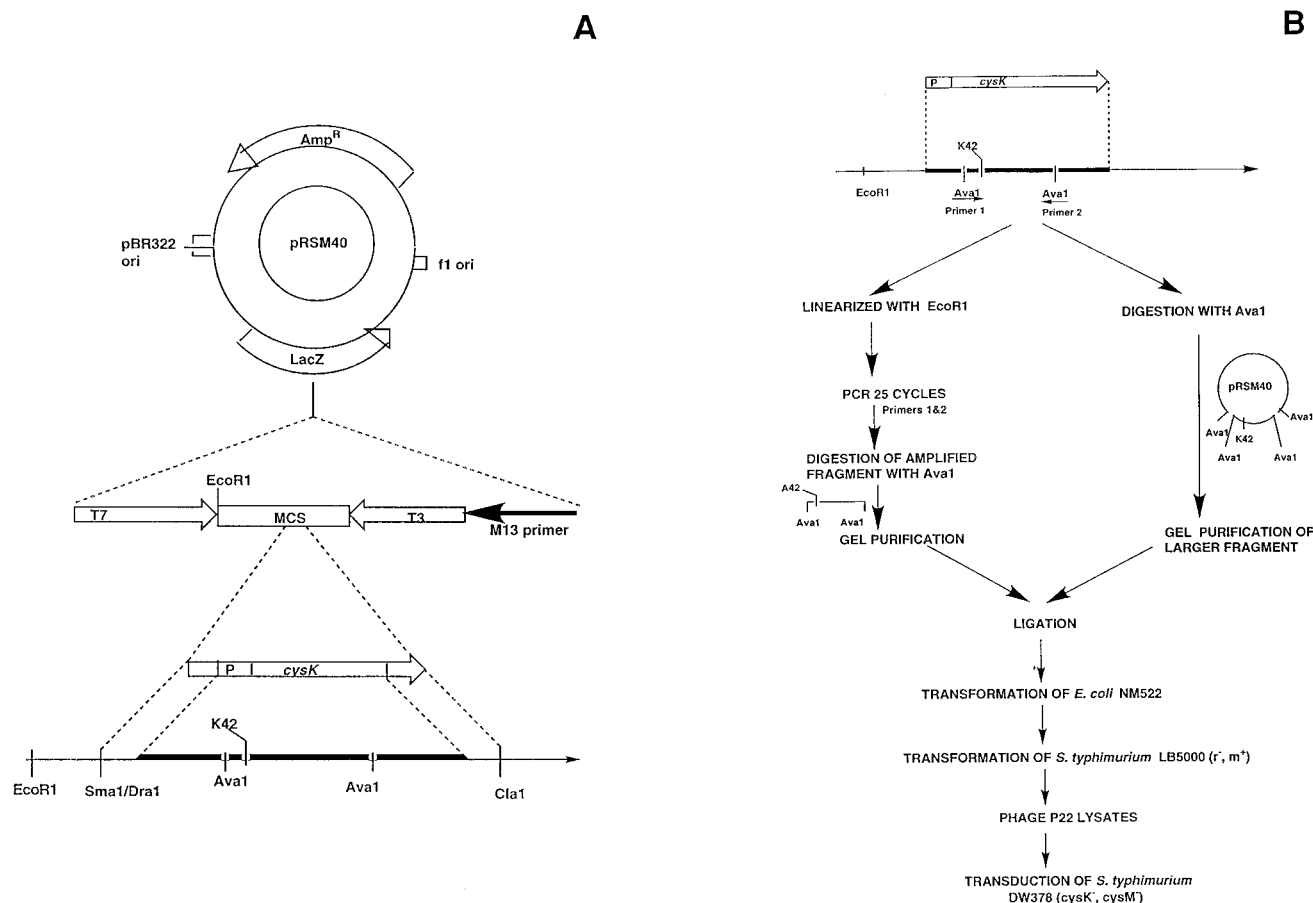 A
Amp^R
pRSM40
pBR322
ori
f1 ori
LacZ
EcoR1
T7
MCS
T3
M13 primer
P
cysK
K42
EcoR1
Sma1/Dra1
Ava1
Ava1
Cla1
B
P
cysK
K42
EcoR1
Ava1
Primer 1
Ava1
Primer 2
LINEARIZED WITH EcoR1
DIGESTION WITH Ava1
PCR 25 CYCLES
Primers 1&2
pRSM40
Ava1
K42
Ava1
Ava1
Ava1
DIGESTION OF AMPLIFIED
FRAGMENT WITH Ava1
A42
Ava1
Ava1
GEL PURIFICATION
GEL PURIFICATION OF
LARGER FRAGMENT
LIGATION
TRANSFORMATION OF E. coli NM522
TRANSFORMATION OF S. typhimurium LB5000 (r⁻, m⁺)
PHAGE P22 LYSATES
TRANSDUCTION OF S. typhimurium
DW378 (cysK⁻, cysM⁻)